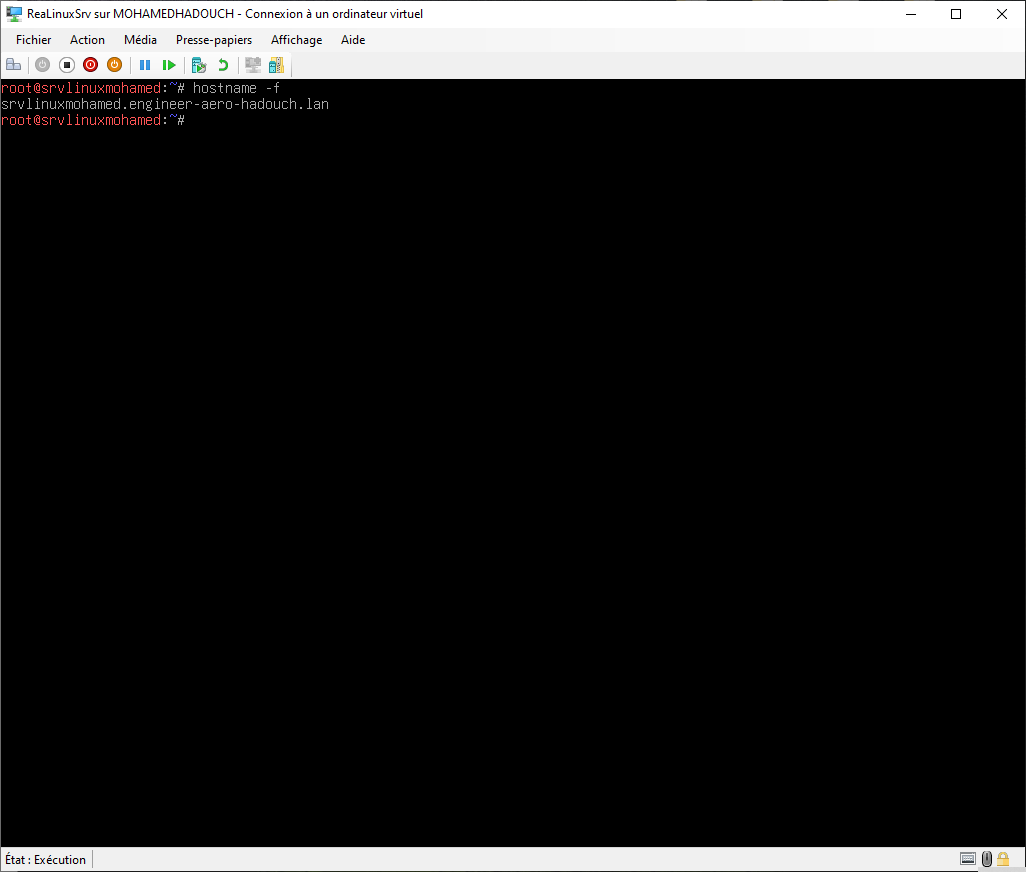 ReaLinuxSrv sur MOHAMEDHADOUCH - Connexion à un ordinateur virtuel
Fichier Action Média Presse-papiers Affichage Aide
root@srvlinuxmohamed:~# hostname -f
srvlinuxmohamed.engineer-aero-hadouch.lan
root@srvlinuxmohamed:~#
État : Exécution